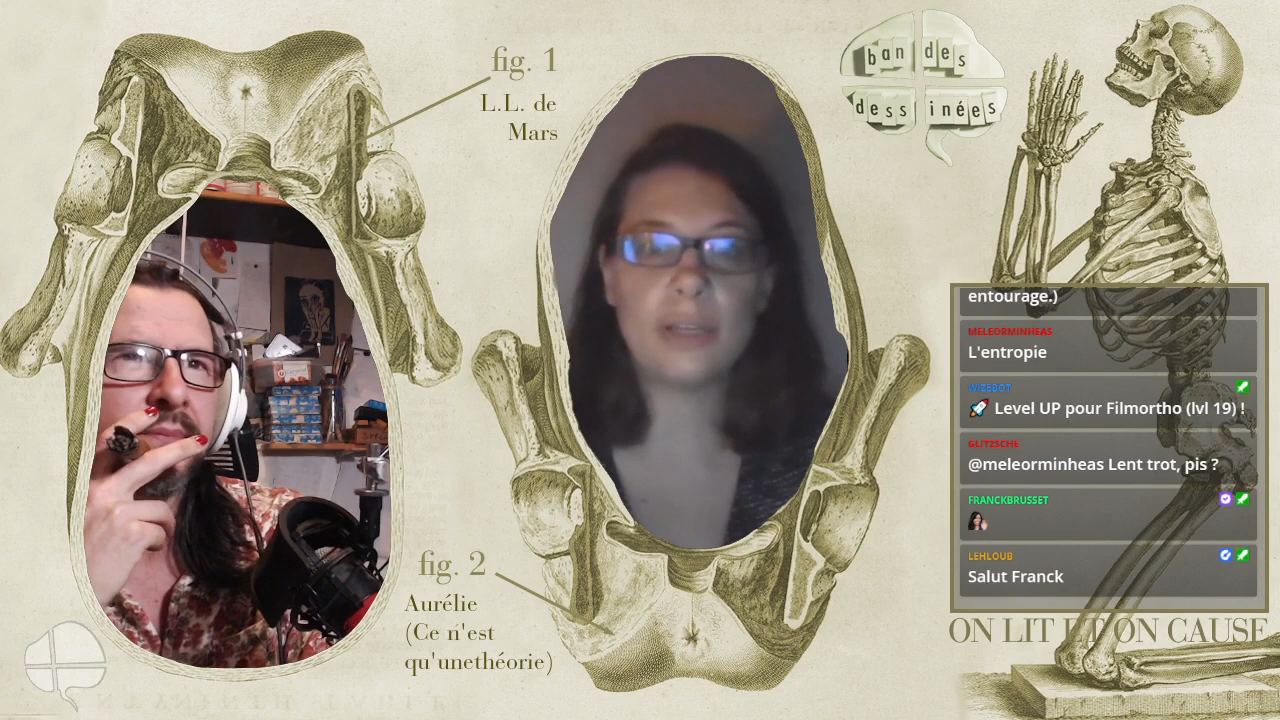 fig. 1
L.L. de
Mars
ban des
dess inées
entourage.)
MELEORMINHEAS
L'entropie
WIZEBOT
🚀 Level UP pour Filmortho (lvl 19) !
GLITZSCHE
@meleorminheas Lent trot, pis ?
FRANCKBRUSSET
LEHLOUB
Salut Franck
fig. 2
Aurélie
(Ce n'est
qu'unethéorie)
ON LIT ET ON CAUSE